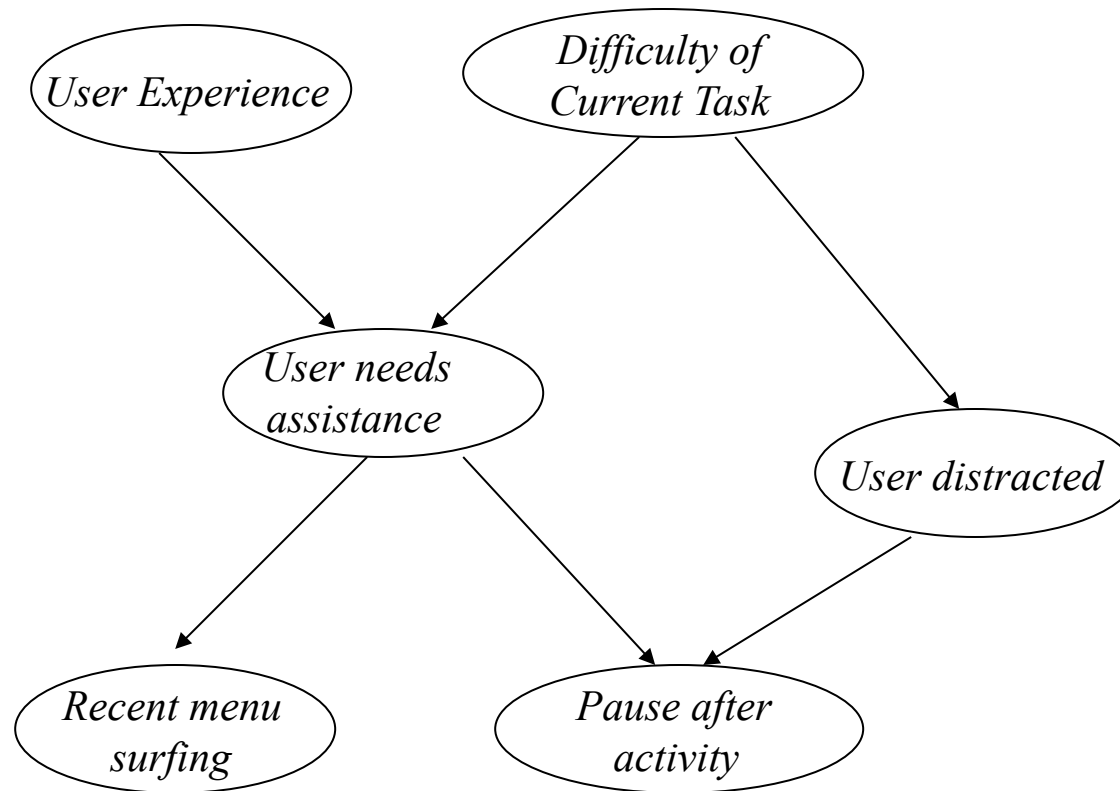 User Experience
Difficulty of
Current Task
User needs
assistance
User distracted
Recent menu
surfing
Pause after
activity